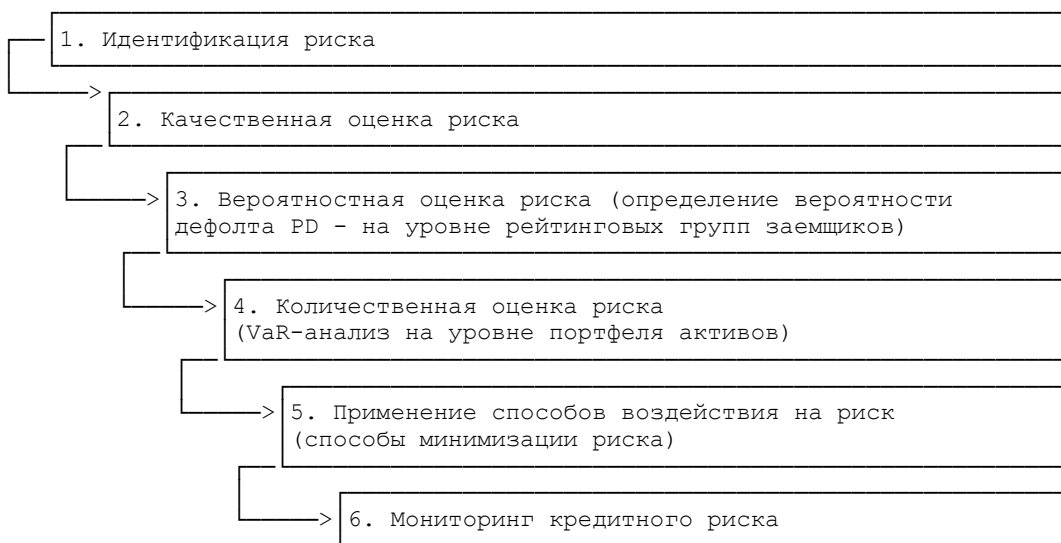 1. Идентификация риска
2. Качественная оценка риска
3. Вероятностная оценка риска (определение вероятности
дефолта PD - на уровне рейтинговых групп заемщиков)
4. Количественная оценка риска
(VaR-анализ на уровне портфеля активов)
5. Применение способов воздействия на риск
(способы минимизации риска)
6. Мониторинг кредитного риска